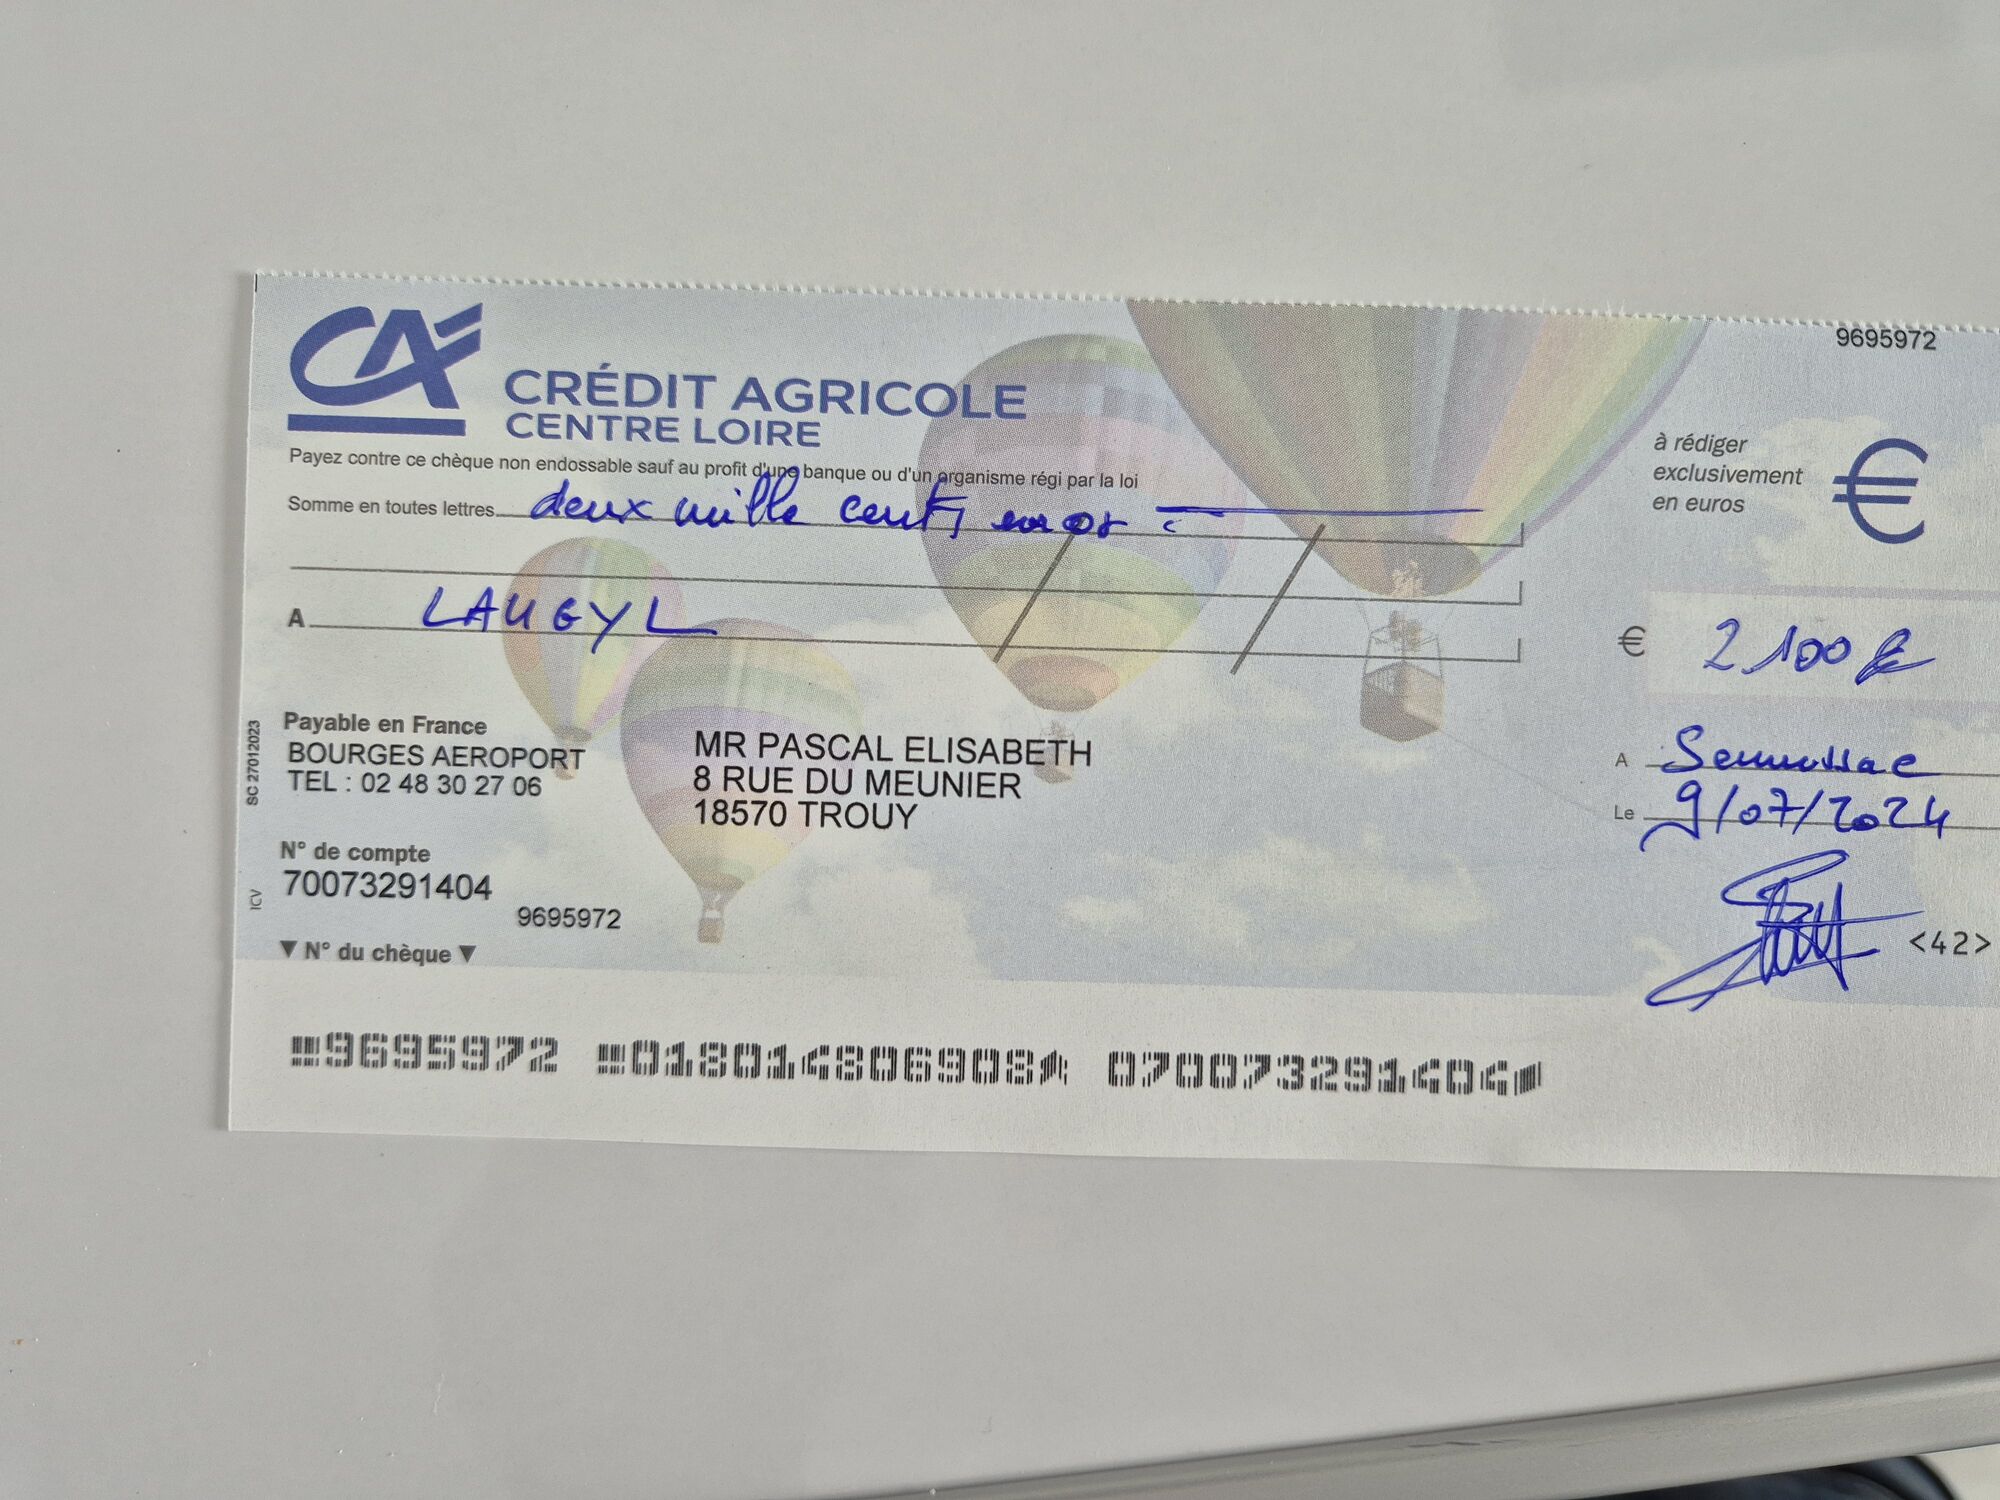 9695972
CA
CRÉDIT AGRICOLE
CENTRE LOIRE
Payez contre ce chèque non endossable sauf au profit d'une banque ou d'un organisme régi par la loi
à rédiger
exclusivement
en euros
€
Somme en toutes lettres deux mille cents euros
A LAUGYL
€ 2100 €
Payable en France
BOURGES AEROPORT
TEL : 02 48 30 27 06
MR PASCAL ELISABETH
8 RUE DU MEUNIER
18570 TROUY
A
Le 9/07/2024
SC 27012023
N° de compte
70073291404
ICV
9695972
N° du chèque
<42>
9695972 018014806908 070073291404